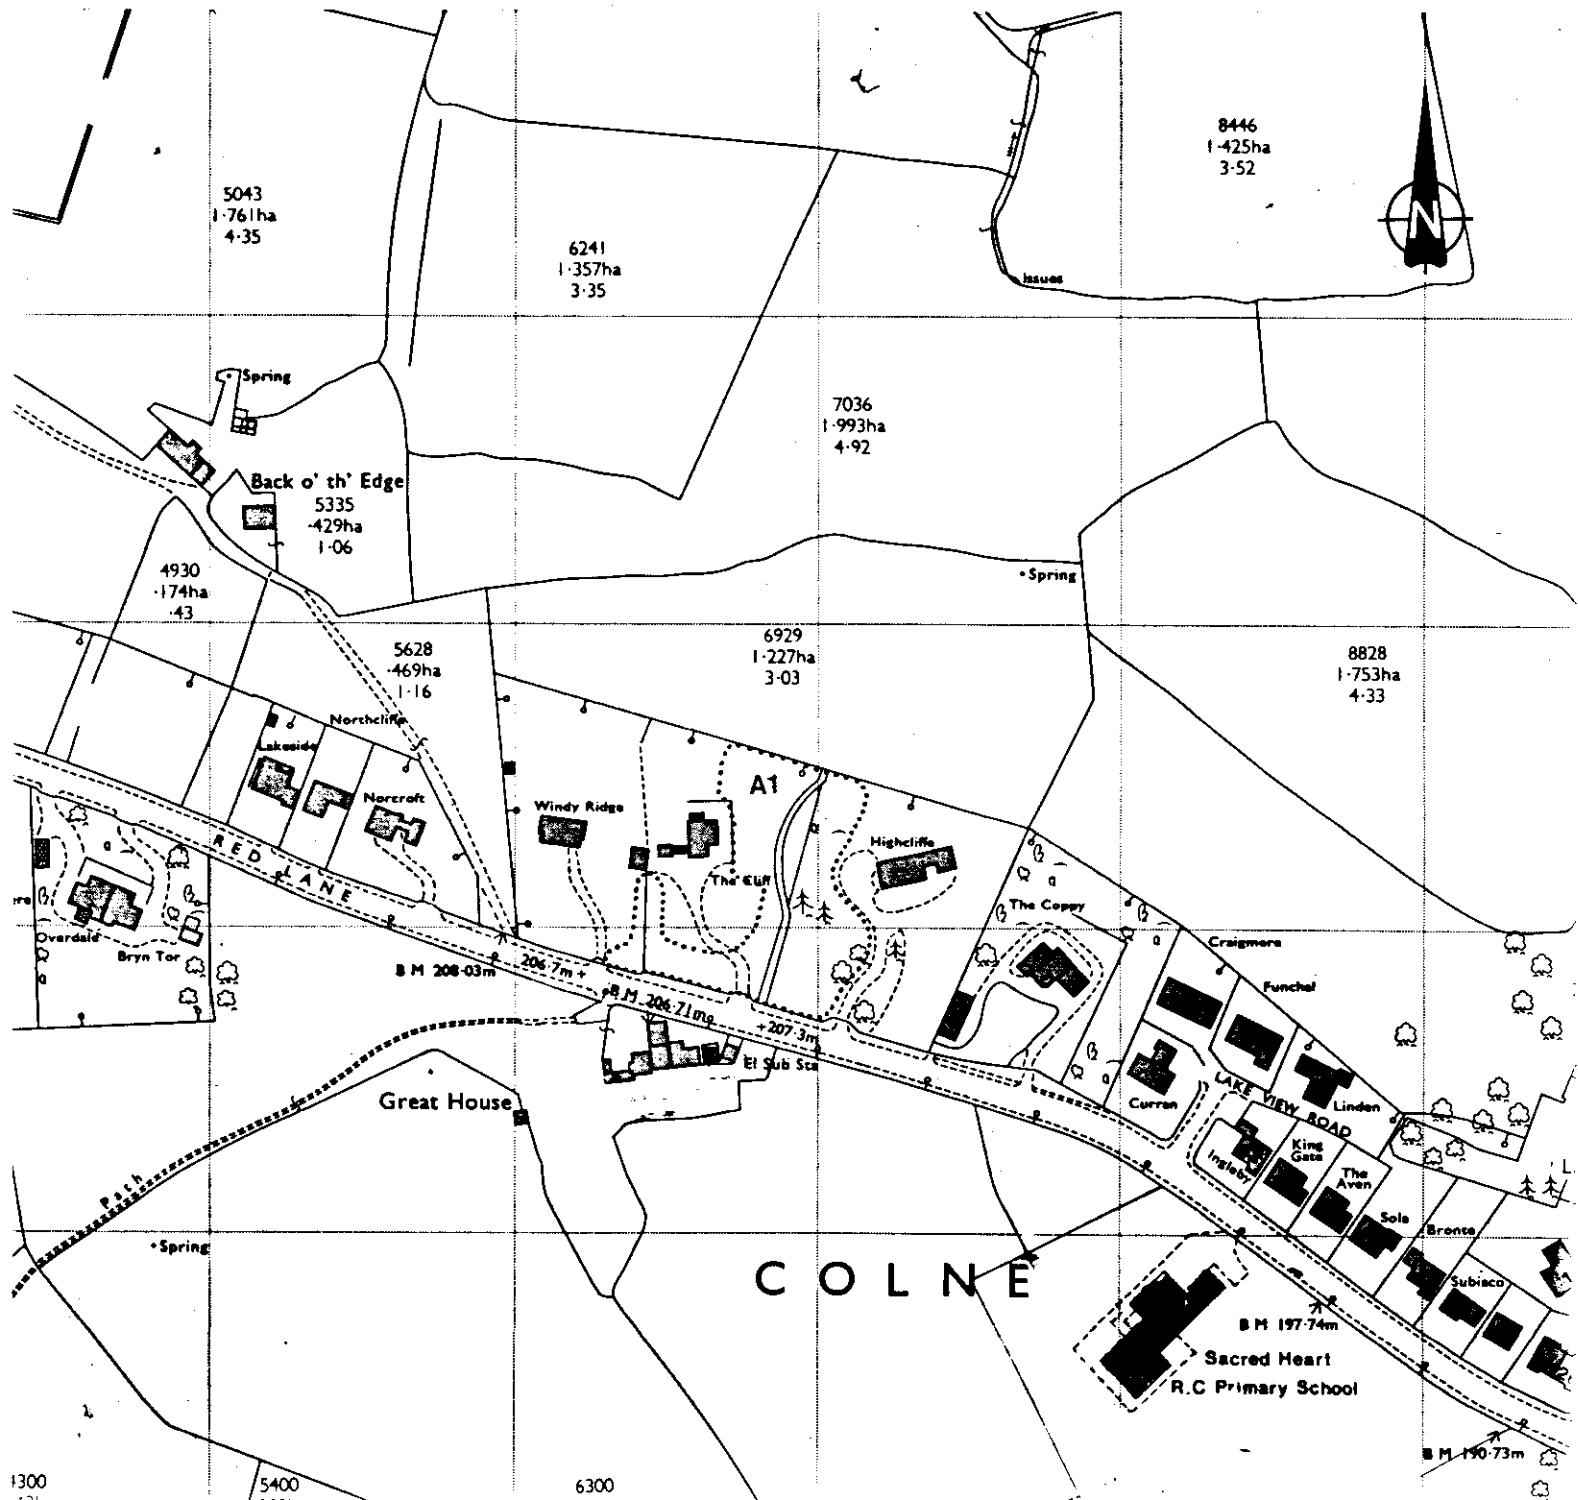 8446
1·425ha
3·52
N
5043
1·761ha
4·35
6241
1·357ha
3·35
Issues
Spring
7036
1·993ha
4·92
Back o' th' Edge
5335
·429ha
1·06
4930
·174ha
·43
Spring
5628
·469ha
1·16
6929
1·227ha
3·03
8828
1·753ha
4·33
Northcliffe
Lakeside
Norcroft
A1
Windy Ridge
RED LANE
Highcliffe
The Cliff
The Coppy
Overdale
Bryn Tor
Craigmore
Funchal
B M 208·03m
206·7m +
B M 206·71m
+207·3m
El Sub Sta
Great House
Curran
LAKE VIEW ROAD
Linden
King
Gate
Ingleby
The
Aven
Path
Sola
Bronte
Spring
COLNE
Subiaco
B M 197·74m
Sacred Heart
R.C Primary School
B M 190·73m
5400
6300